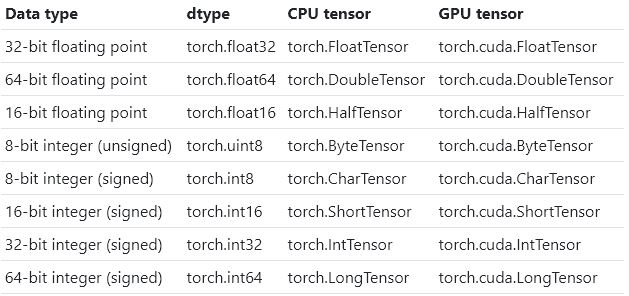 Data type dtype CPU tensor GPU tensor
32-bit floating point torch.float32 torch.FloatTensor torch.cuda.FloatTensor
64-bit floating point torch.float64 torch.DoubleTensor torch.cuda.DoubleTensor
16-bit floating point torch.float16 torch.HalfTensor torch.cuda.HalfTensor
8-bit integer (unsigned) torch.uint8 torch.ByteTensor torch.cuda.ByteTensor
8-bit integer (signed) torch.int8 torch.CharTensor torch.cuda.CharTensor
16-bit integer (signed) torch.int16 torch.ShortTensor torch.cuda.ShortTensor
32-bit integer (signed) torch.int32 torch.IntTensor torch.cuda.IntTensor
64-bit integer (signed) torch.int64 torch.LongTensor torch.cuda.LongTensor